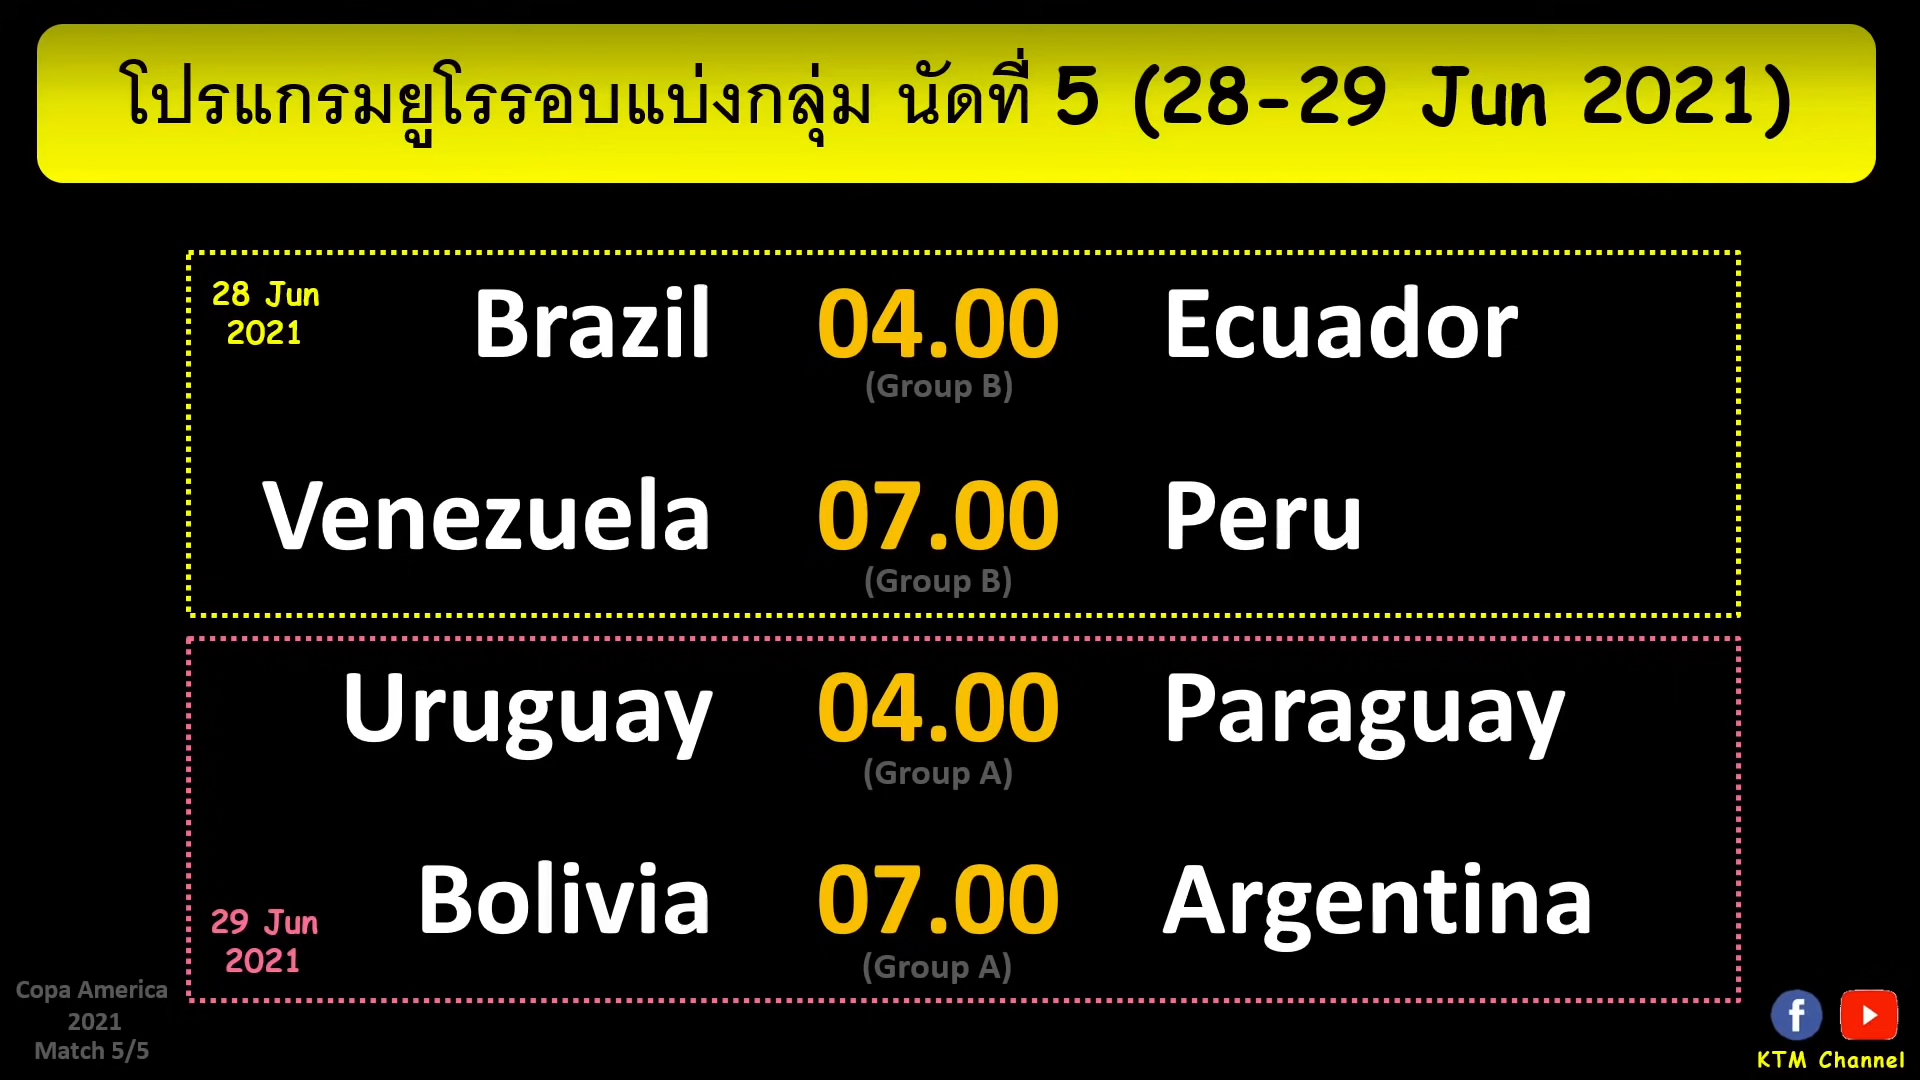 โปรแกรมยูโรรอบแบ่งกลุ่ม นัดที่ 5 (28-29 Jun 2021)
28 Jun
2021
Brazil 04.00 Ecuador
(Group B)
Venezuela 07.00 Peru
(Group B)
Uruguay 04.00 Paraguay
(Group A)
Bolivia 07.00 Argentina
(Group A)
29 Jun
2021
Copa America
2021
Match 5/5
f
KTM Channel